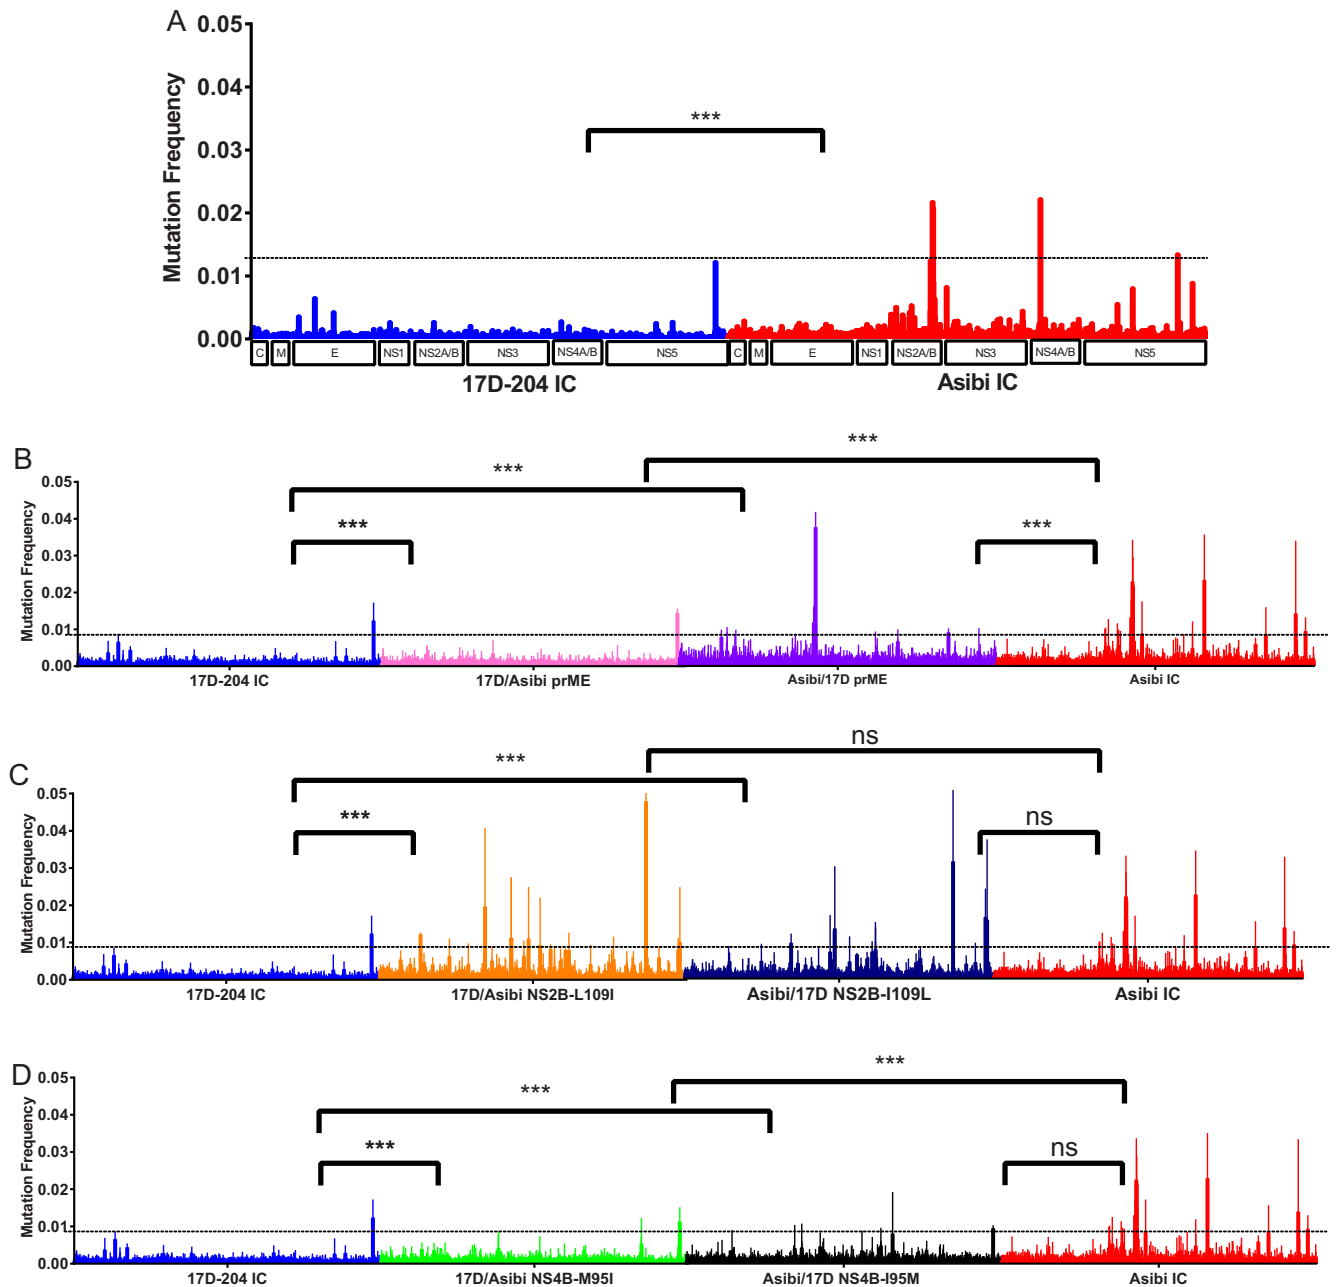 A
Mutation Frequency
0.05
0.04
0.03
0.02
0.01
0.00
***
C M E NS1 NS2A/B NS3 NS4A/B NS5 C M E NS1 NS2A/B NS3 NS4A/B NS5
17D-204 IC Asibi IC
B
Mutation Frequency
0.05
0.04
0.03
0.02
0.01
0.00
***
***
***
***
17D-204 IC 17D/Asibi prME Asibi/17D prME Asibi IC
C
Mutation Frequency
0.05
0.04
0.03
0.02
0.01
0.00
ns
***
***
ns
17D-204 IC 17D/Asibi NS2B-L109I Asibi/17D NS2B-I109L Asibi IC
D
Mutation Frequency
0.05
0.04
0.03
0.02
0.01
0.00
***
***
***
ns
17D-204 IC 17D/Asibi NS4B-M95I Asibi/17D NS4B-I95M Asibi IC